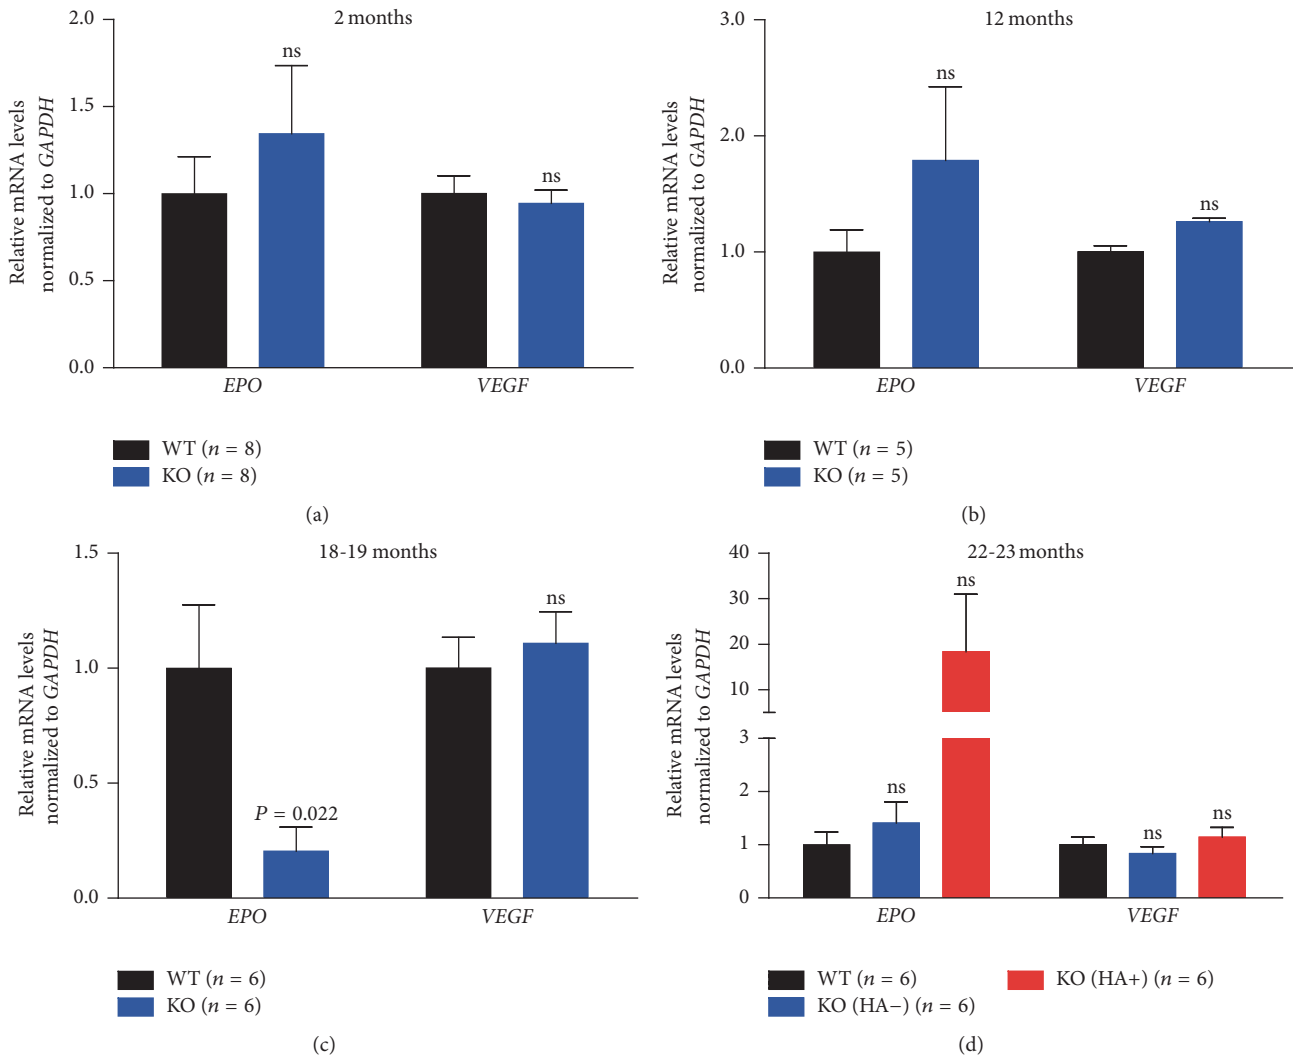 2 months
Relative mRNA levels
normalized to GAPDH
2.0
1.5
1.0
0.5
0.0
ns
ns
EPO
VEGF
WT (n = 8)
KO (n = 8)
(a)
12 months
Relative mRNA levels
normalized to GAPDH
3.0
2.0
1.0
0.0
ns
ns
EPO
VEGF
WT (n = 5)
KO (n = 5)
(b)
18-19 months
Relative mRNA levels
normalized to GAPDH
1.5
1.0
0.5
0.0
P = 0.022
ns
EPO
VEGF
WT (n = 6)
KO (n = 6)
(c)
22-23 months
Relative mRNA levels
normalized to GAPDH
40
30
20
10
3
2
1
0
ns
ns
ns
ns
EPO
VEGF
WT (n = 6)
KO (HA−) (n = 6)
KO (HA+) (n = 6)
(d)